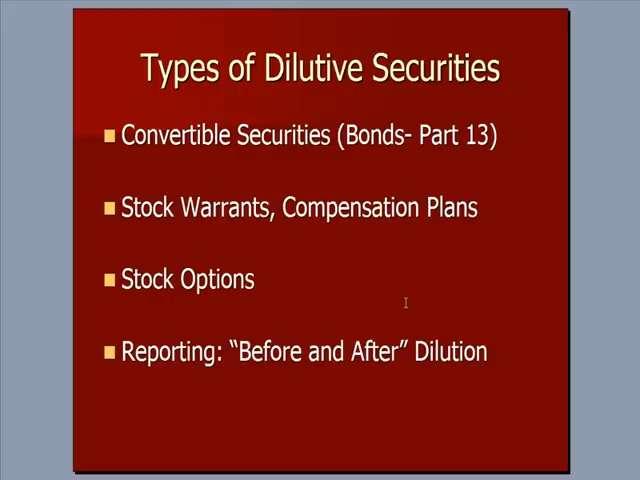 Types of Dilutive Securities
Convertible Securities (Bonds- Part 13)
Stock Warrants, Compensation Plans
Stock Options
Reporting: “Before and After” Dilution